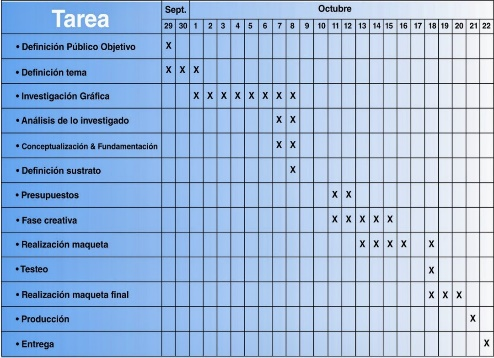 Tarea Sept. Octubre
29 30 1 2 3 4 5 6 7 8 9 10 11 12 13 14 15 16 17 18 19 20 21 22
• Definición Público Objetivo X
• Definición tema X X X
• Investigación Gráfica X X X X X X X X
• Análisis de lo investigado X X
• Conceptualización & Fundamentación X X
• Definición sustrato X
• Presupuestos X X
• Fase creativa X X X X X
• Realización maqueta X X X X X
• Testeo X
• Realización maqueta final X X X
• Producción X
• Entrega X